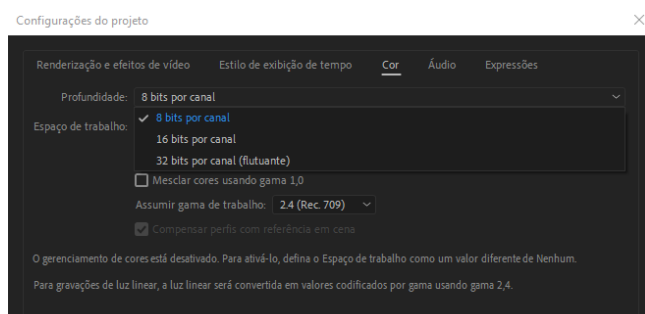 Configurações do projeto
Renderização e efeitos de vídeo Estilo de exibição de tempo Cor Áudio Expressões
Profundidade: 8 bits por canal
8 bits por canal
Espaço de trabalho:
16 bits por canal
32 bits por canal (flutuante)
Mesclar cores usando gama 1,0
Assumir gama de trabalho: 2.4 (Rec. 709)
Compensar perfis com referência em cena
O gerenciamento de cores está desativado. Para ativá-lo, defina o Espaço de trabalho como um valor diferente de Nenhum.
Para gravações de luz linear, a luz linear será convertida em valores codificados por gama usando gama 2,4.